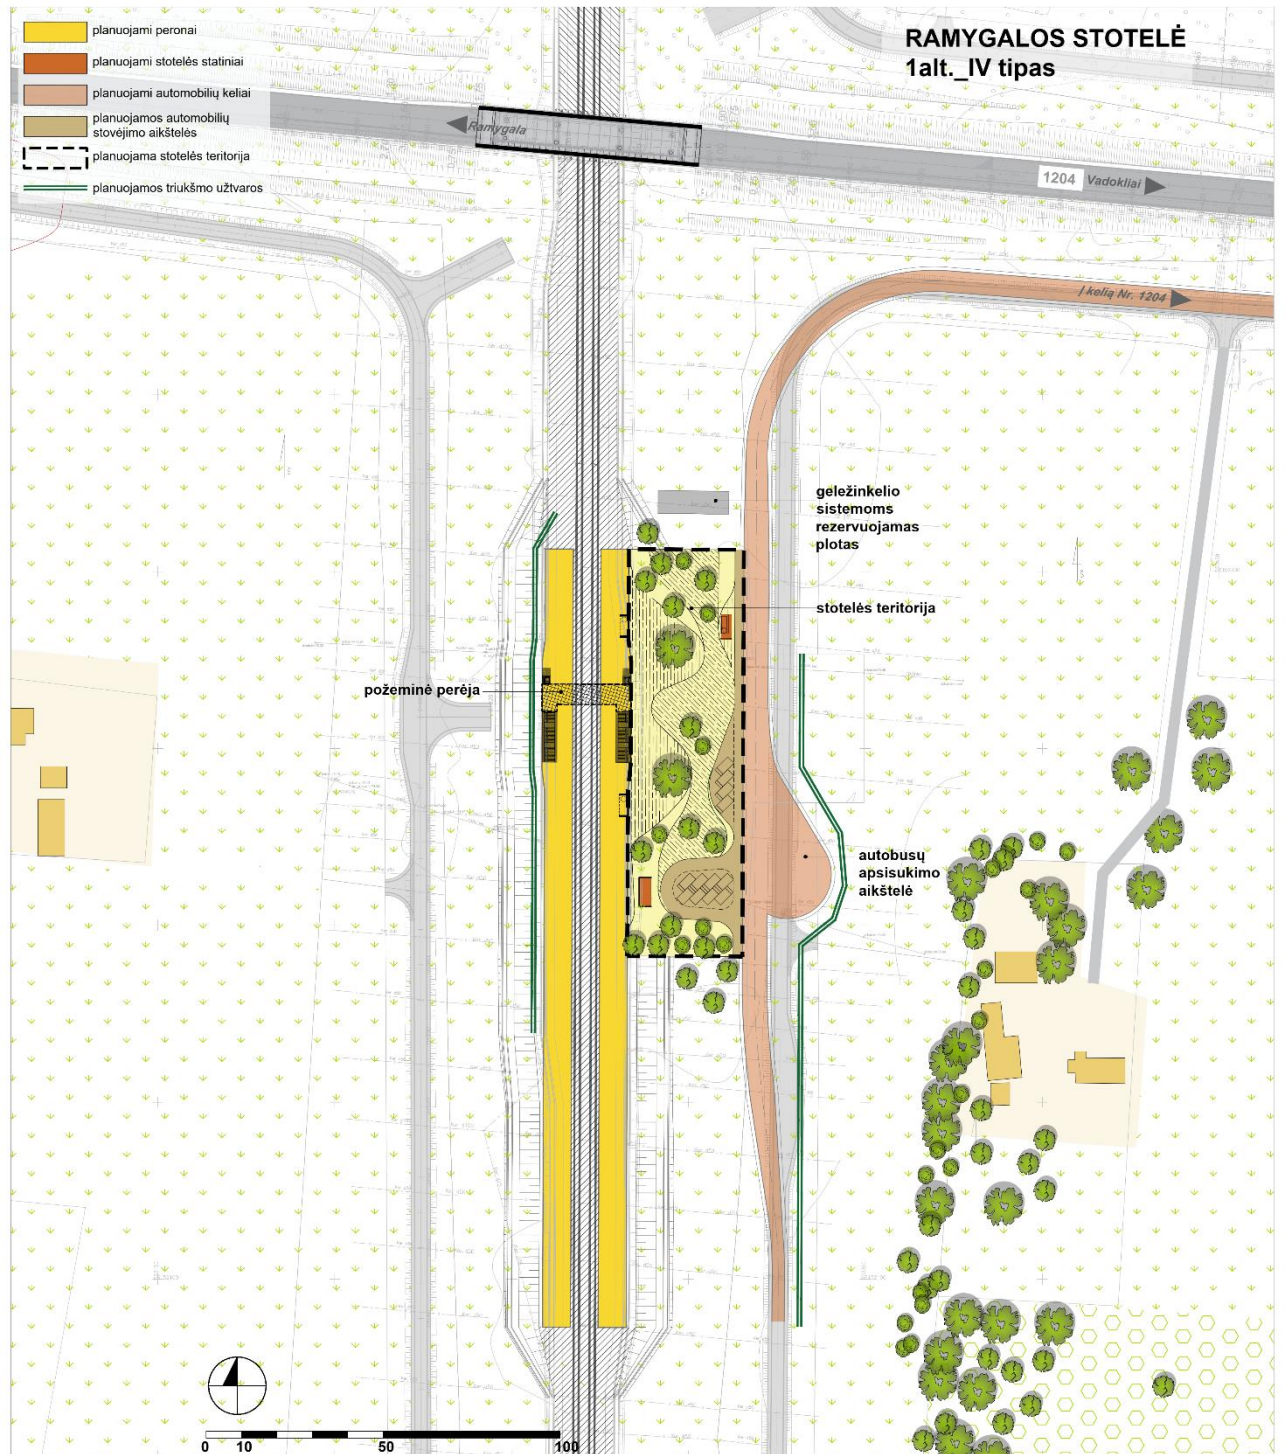 planuojami peronai
planuojami stotelės statiniai
planuojami automobilių keliai
planuojamos automobilių
stovėjimo aikštelės
planuojama stotelės teritorija
planuojamos triukšmo užtvaros
RAMYGALOS STOTELĖ
1alt._IV tipas
Ramygala
1204 Vadokliai
Į kelią Nr. 1204
geležinkelio
sistemoms
rezervuojamas
plotas
stotelės teritorija
požeminė perėja
autobusų
apsisukimo
aikštelė
0 10 50 100